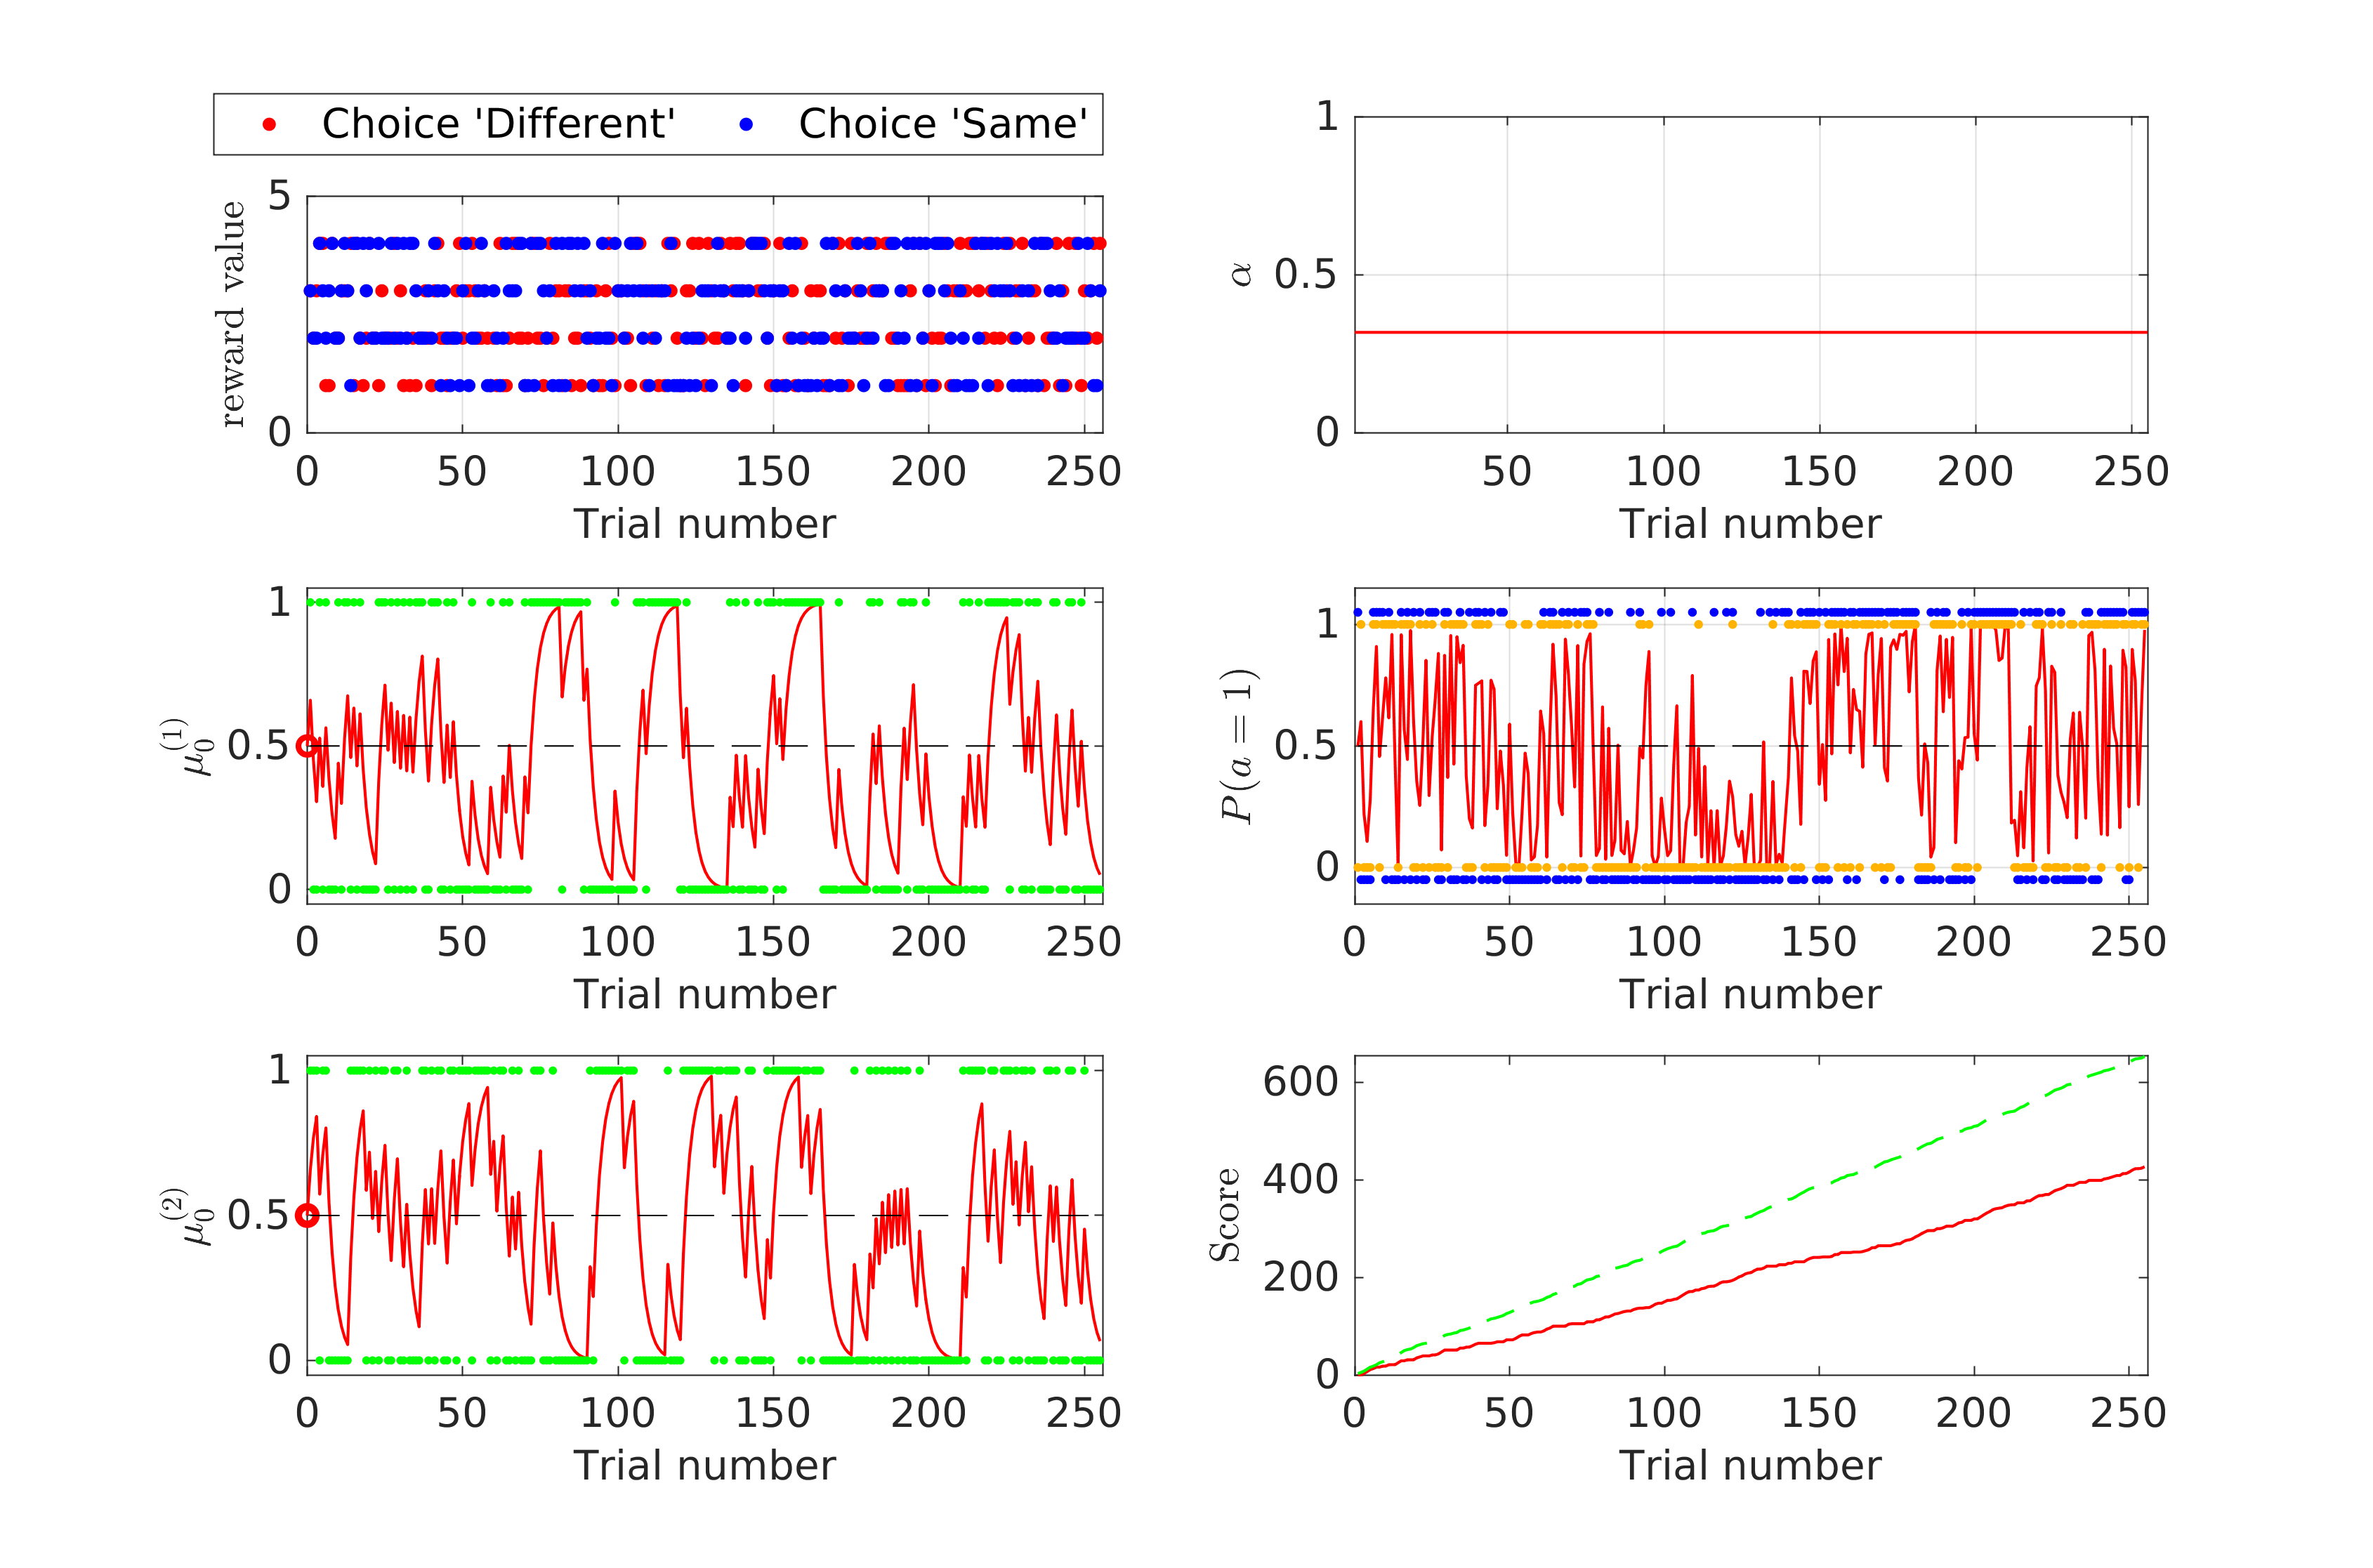 Choice 'Different' Choice 'Same'
5
0
reward value
0 50 100 150 200 250
Trial number
1
0.5
0
α
50 100 150 200 250
Trial number
1
0.5
0
μ₀⁽¹⁾
0 50 100 150 200 250
Trial number
1
0.5
0
P(a = 1)
0 50 100 150 200 250
Trial number
1
0.5
0
μ₀⁽²⁾
0 50 100 150 200 250
Trial number
600
400
200
0
Score
0 50 100 150 200 250
Trial number